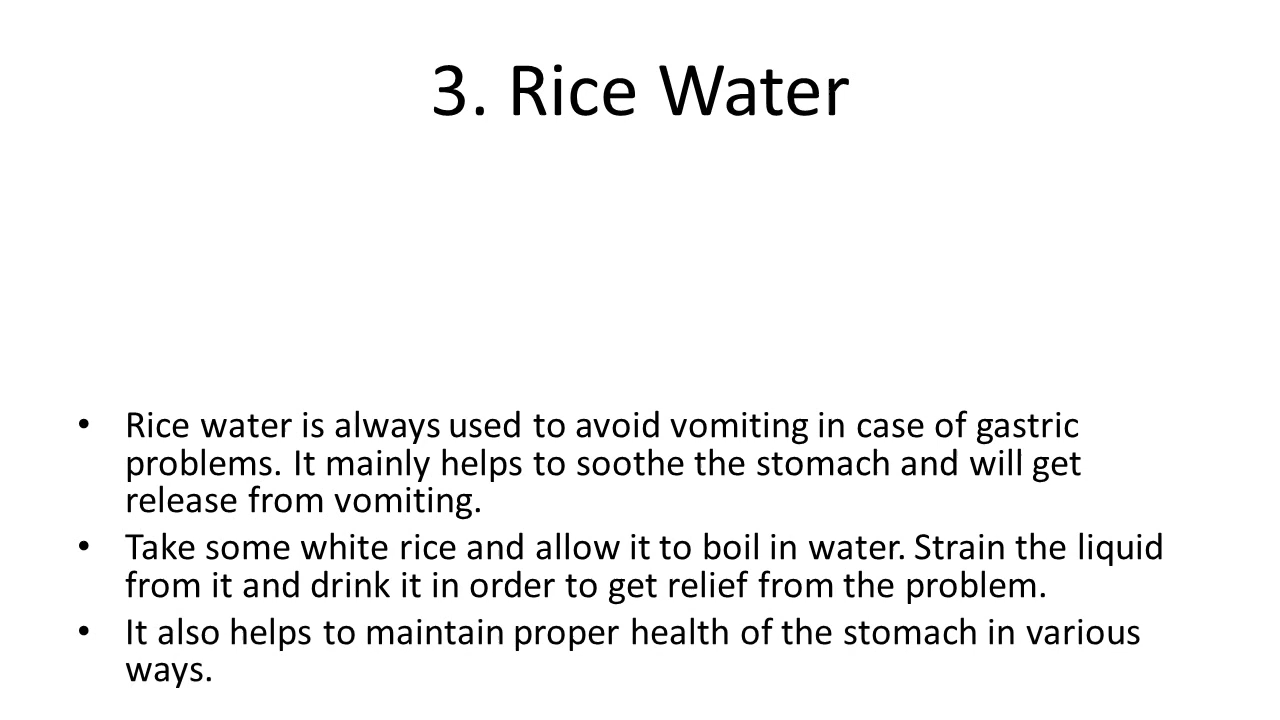 3. Rice Water
• Rice water is always used to avoid vomiting in case of gastric
problems. It mainly helps to soothe the stomach and will get
release from vomiting.
• Take some white rice and allow it to boil in water. Strain the liquid
from it and drink it in order to get relief from the problem.
• It also helps to maintain proper health of the stomach in various
ways.